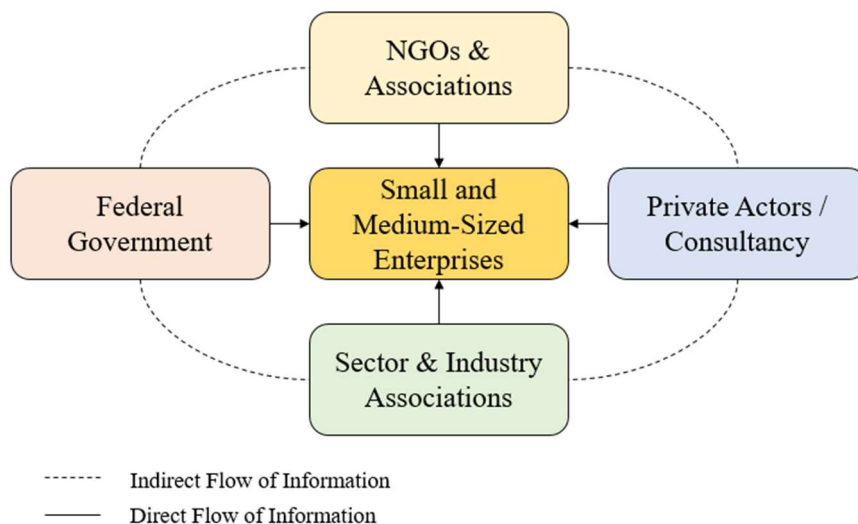 NGOs &
Associations
Federal
Government
Small and
Medium-Sized
Enterprises
Private Actors /
Consultancy
Sector & Industry
Associations
Indirect Flow of Information
Direct Flow of Information